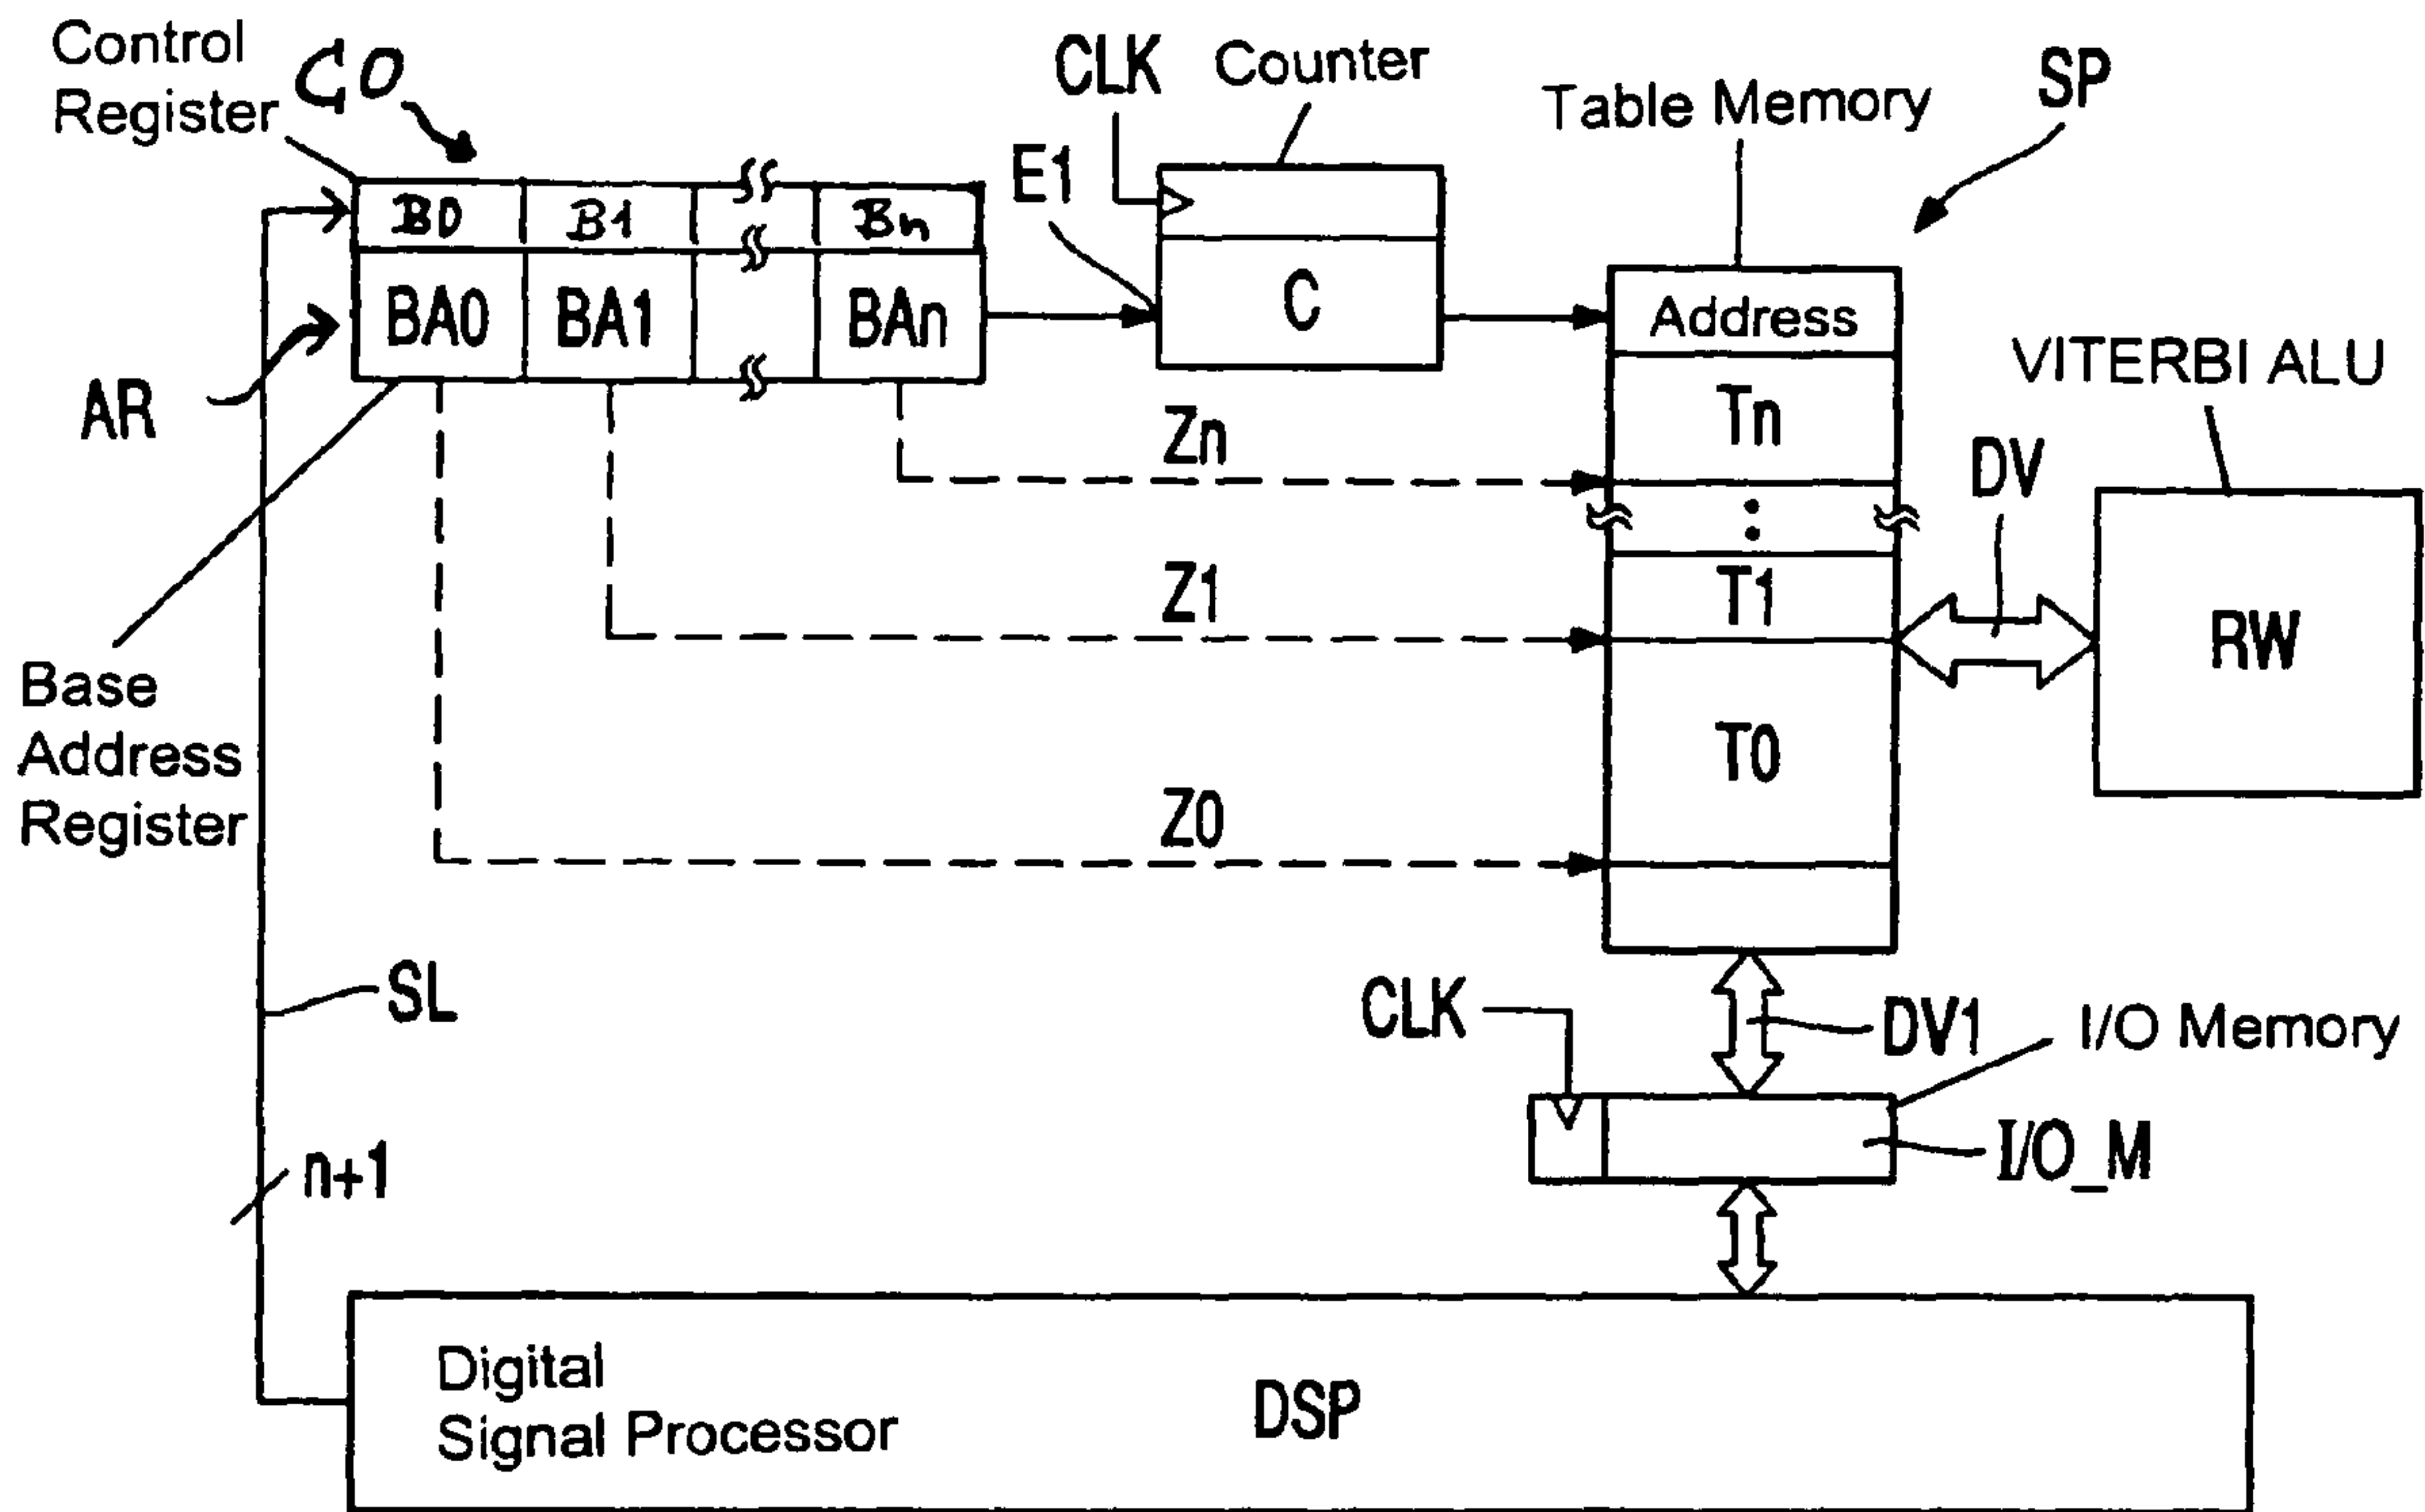 Control
Register
CO
CLK
Counter
E1
Table Memory
SP
B0
B1
Bn
BA0
BA1
BAn
C
Address
AR
Tn
VITERBI ALU
Zn
DV
Z1
T1
RW
Base
Address
Register
T0
Z0
SL
CLK
DV1
I/O Memory
n+1
I/O_M
Digital
Signal Processor
DSP